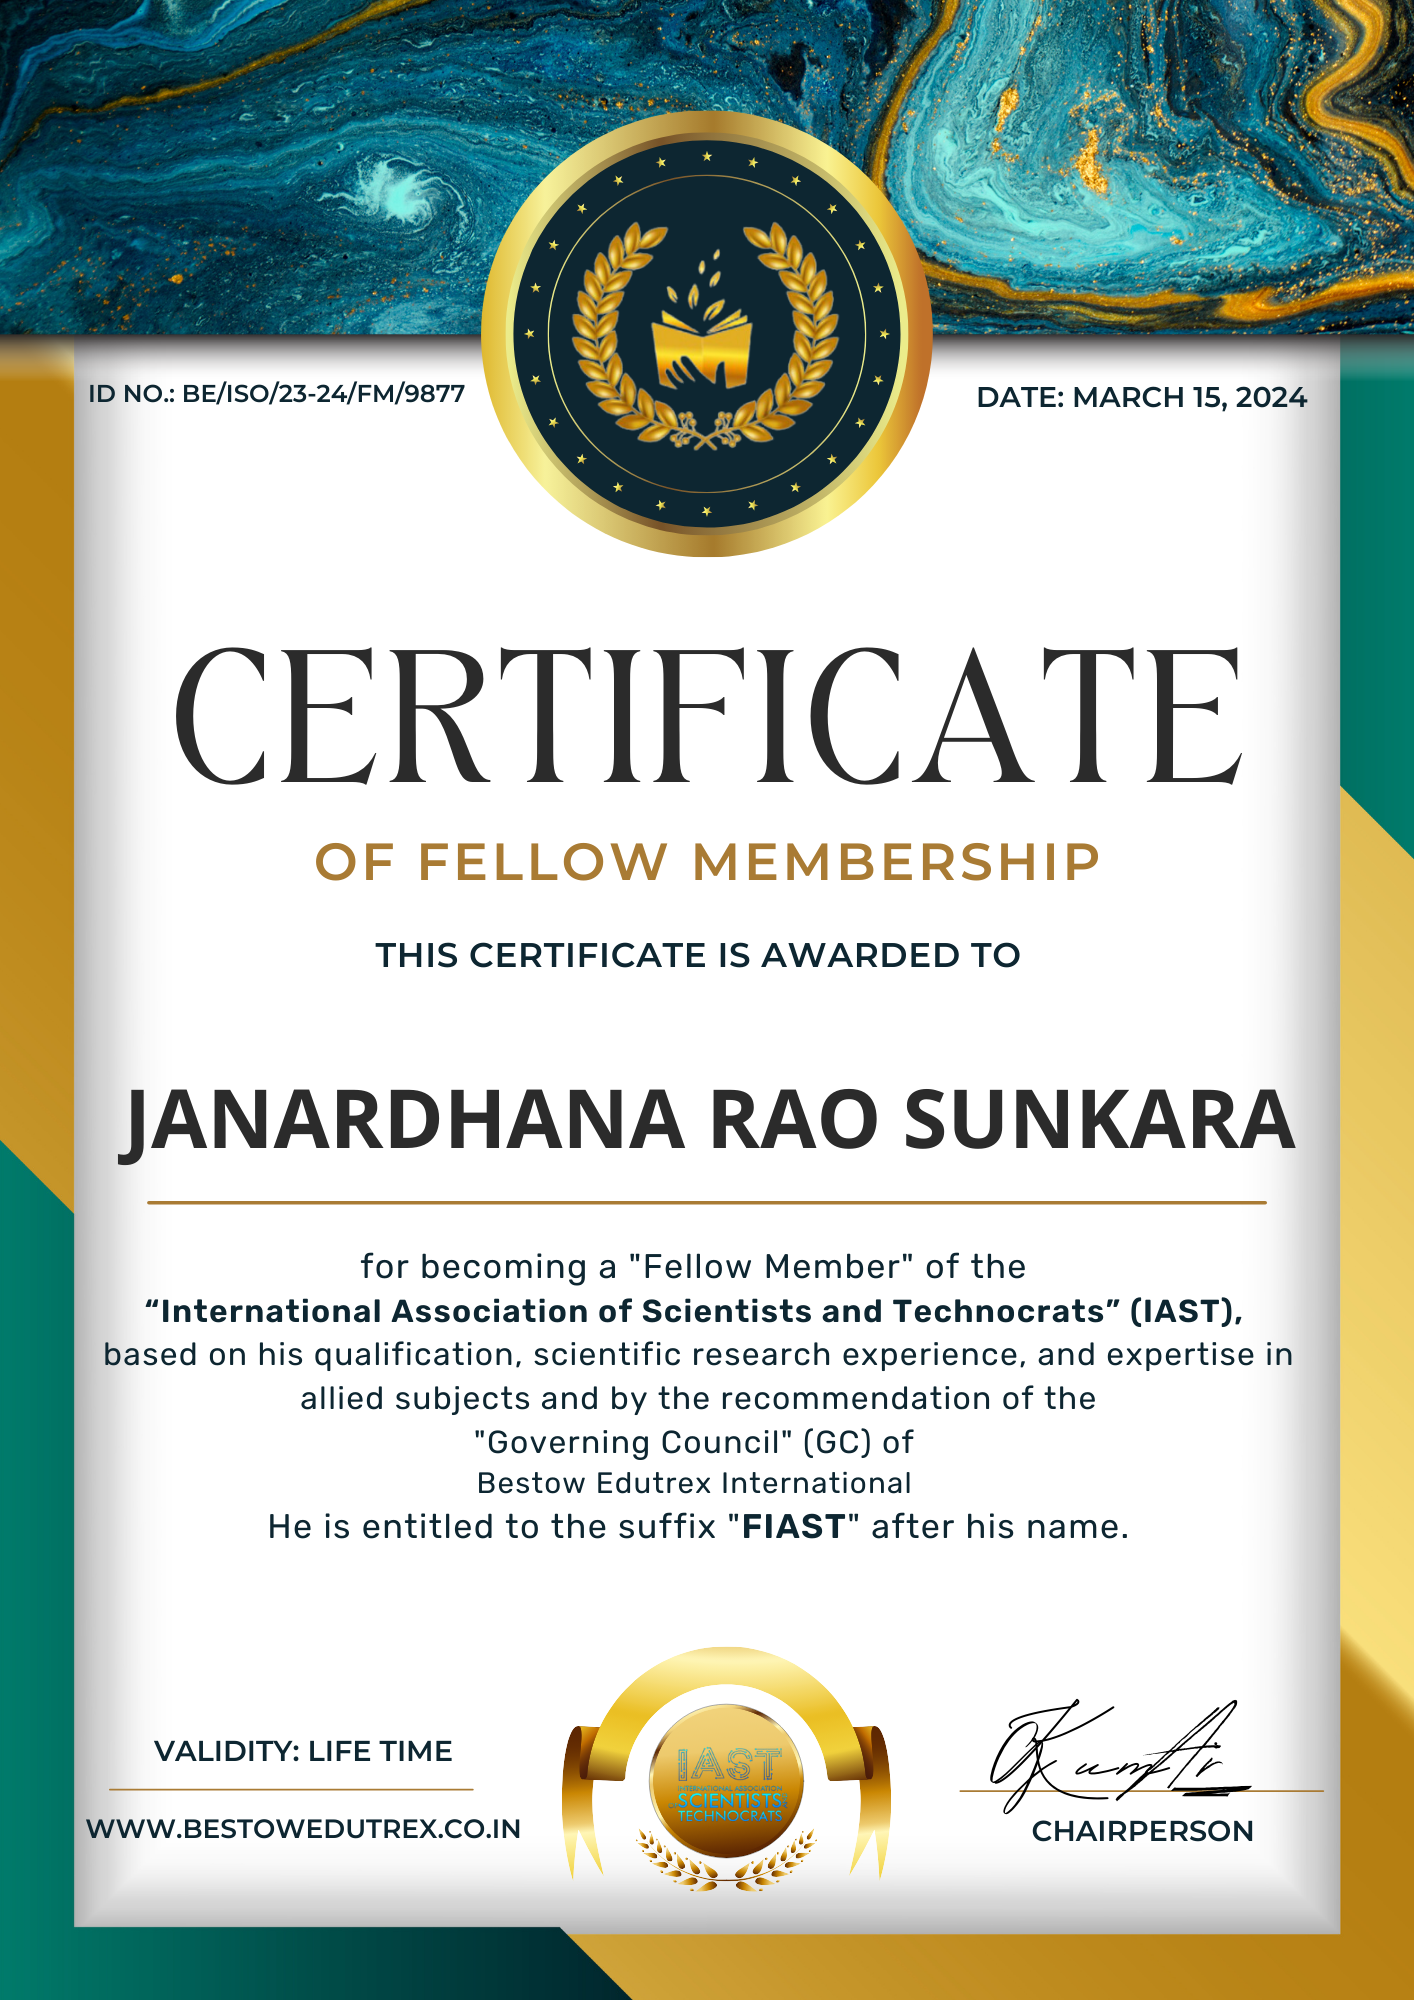 ID NO.: BE/ISO/23-24/FM/9877
DATE: MARCH 15, 2024
CERTIFICATE
OF FELLOW MEMBERSHIP
THIS CERTIFICATE IS AWARDED TO
JANARDHANA RAO SUNKARA
for becoming a "Fellow Member" of the
“International Association of Scientists and Technocrats” (IAST),
based on his qualification, scientific research experience, and expertise in
allied subjects and by the recommendation of the
"Governing Council" (GC) of
Bestow Edutrex International
He is entitled to the suffix "FIAST" after his name.
VALIDITY: LIFE TIME
WWW.BESTOWEDUTREX.CO.IN
IAST
INTERNATIONAL ASSOCIATION
SCIENTISTS
TECHNOCRATS
CHAIRPERSON